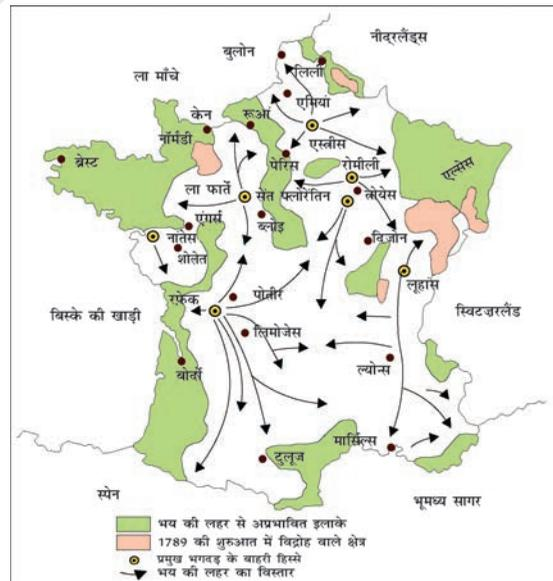 नीदरलैंड्स
बुलोन
लिली
ला माँचे
एमियां
केन
रूआं
एस्त्रीस
नॉर्मंडी
पेरिस
रोमीली
एल्सेस
ब्रेस्ट
ला फार्ते
सेंत फ्लोरेंतिन
त्रोयेस
एंगर्स
ब्लोइ
नांतेस
दिज़ोन
शोलेत
लूहांस
रफ़ेक
पोतीर
बिस्के की खाड़ी
स्विटज़रलैंड
लिमोजेस
बोर्दो
ल्योन्स
मार्सिल्स
टुलूज
स्पेन
भूमध्य सागर
भय की लहर से अप्रभावित इलाके
1789 की शुरुआत में विद्रोह वाले क्षेत्र
प्रमुख भगदड़ के बाहरी हिस्से
भय की लहर का विस्तार